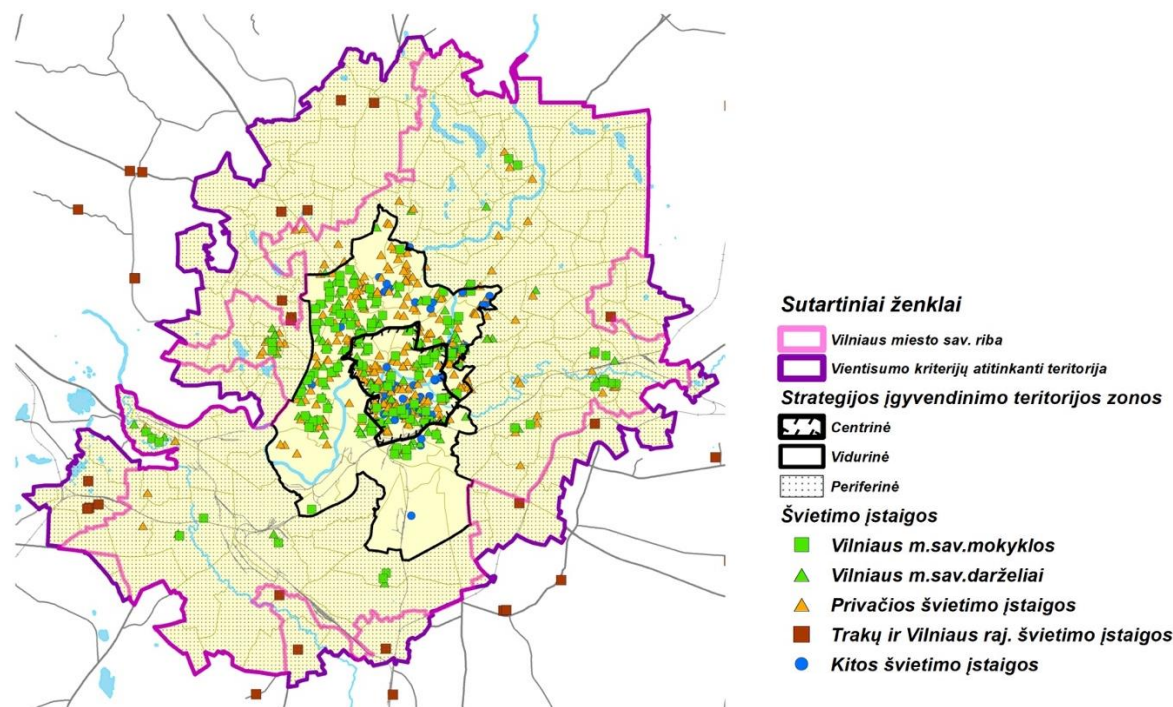 Sutartiniai ženklai
Vilniaus miesto sav. riba
Vientisumo kriterijų atitinkanti teritorija
Strategijos įgyvendinimo teritorijos zonos
Centrinė
Vidurinė
Periferinė
Švietimo įstaigos
Vilniaus m.sav.mokyklos
Vilniaus m.sav.darželiai
Privačios švietimo įstaigos
Trakų ir Vilniaus raj. švietimo įstaigos
Kitos švietimo įstaigos